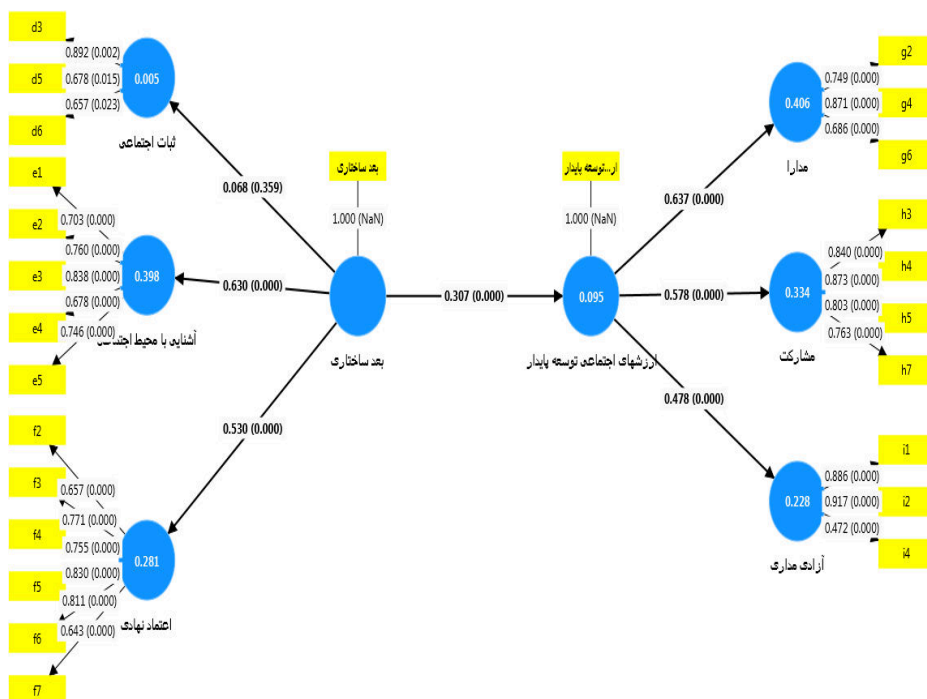 d3
0.892 (0.002)
d5
0.678 (0.015)
0.657 (0.023)
d6
0.005
ثبات اجتماعی
e1
0.703 (0.000)
e2
0.760 (0.000)
e3
0.838 (0.000)
0.678 (0.000)
e4
0.746 (0.000)
e5
0.398
آشنایی با محیط اجتما
f2
0.657 (0.000)
f3
0.771 (0.000)
f4
0.755 (0.000)
0.830 (0.000)
f5
0.811 (0.000)
f6
0.643 (0.000)
f7
0.281
اعتماد نهادی
0.068 (0.359)
0.630 (0.000)
0.530 (0.000)
بعد ساختاری
1.000 (NaN)
بعد ساختاری
0.307 (0.000)
ار...توسعه پایدار
1.000 (NaN)
0.095
ارزشهای اجتماعی توسعه پایدار
0.637 (0.000)
0.578 (0.000)
0.478 (0.000)
0.406
مدارا
g2
0.749 (0.000)
g4
0.871 (0.000)
0.686 (0.000)
g6
0.334
مشارکت
h3
0.840 (0.000)
h4
0.873 (0.000)
0.803 (0.000)
h5
0.763 (0.000)
h7
0.228
آزادی مداری
i1
0.886 (0.000)
i2
0.917 (0.000)
0.472 (0.000)
i4